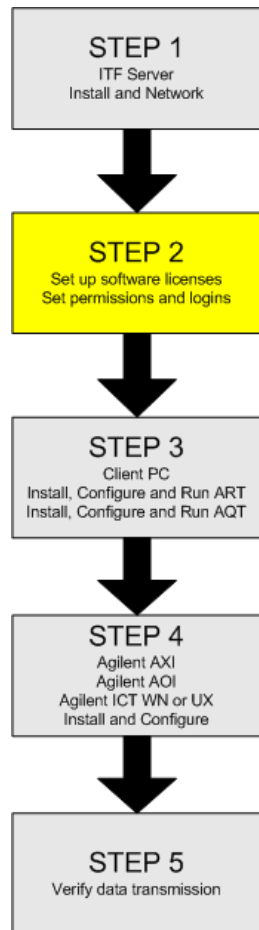 STEP 1
ITF Server
Install and Network
STEP 2
Set up software licenses
Set permissions and logins
STEP 3
Client PC
Install, Configure and Run ART
Install, Configure and Run AQT
STEP 4
Agilent AXI
Agilent AOI
Agilent ICT WN or UX
Install and Configure
STEP 5
Verify data transmission